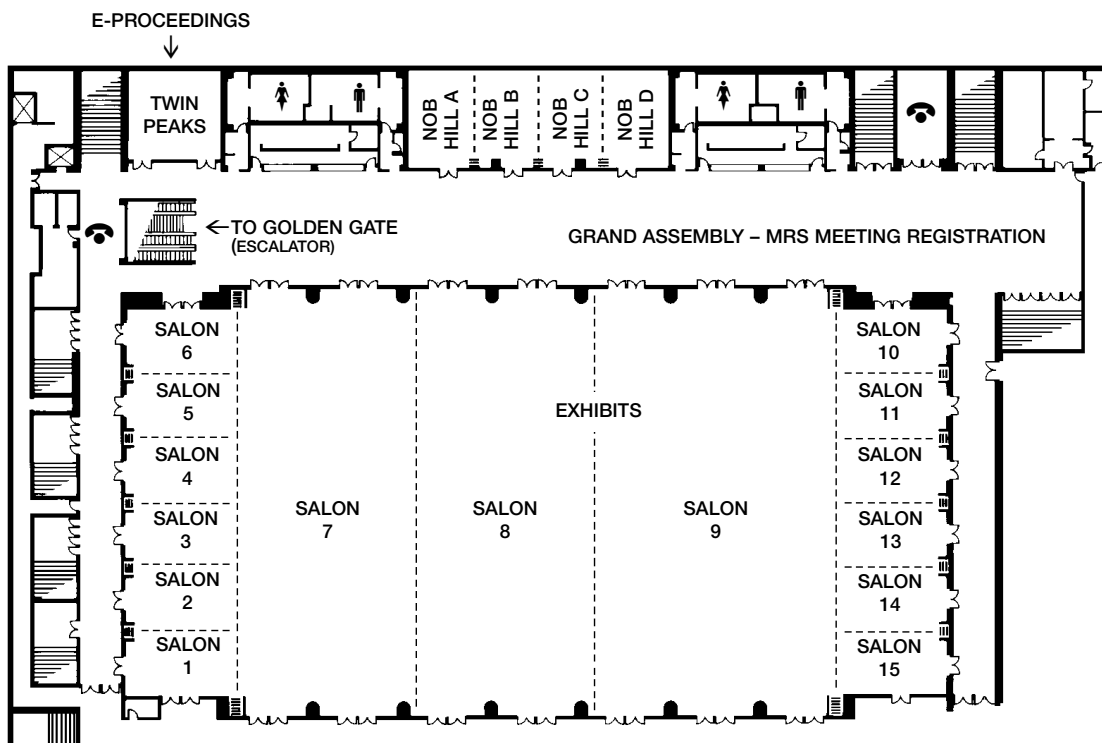 E-PROCEEDINGS
TWIN
PEAKS
NOB
HILL A
NOB
HILL B
NOB
HILL C
NOB
HILL D
TO GOLDEN GATE
(ESCALATOR)
GRAND ASSEMBLY – MRS MEETING REGISTRATION
SALON
6
SALON
5
SALON
4
SALON
3
SALON
2
SALON
1
SALON
7
EXHIBITS
SALON
8
SALON
9
SALON
10
SALON
11
SALON
12
SALON
13
SALON
14
SALON
15